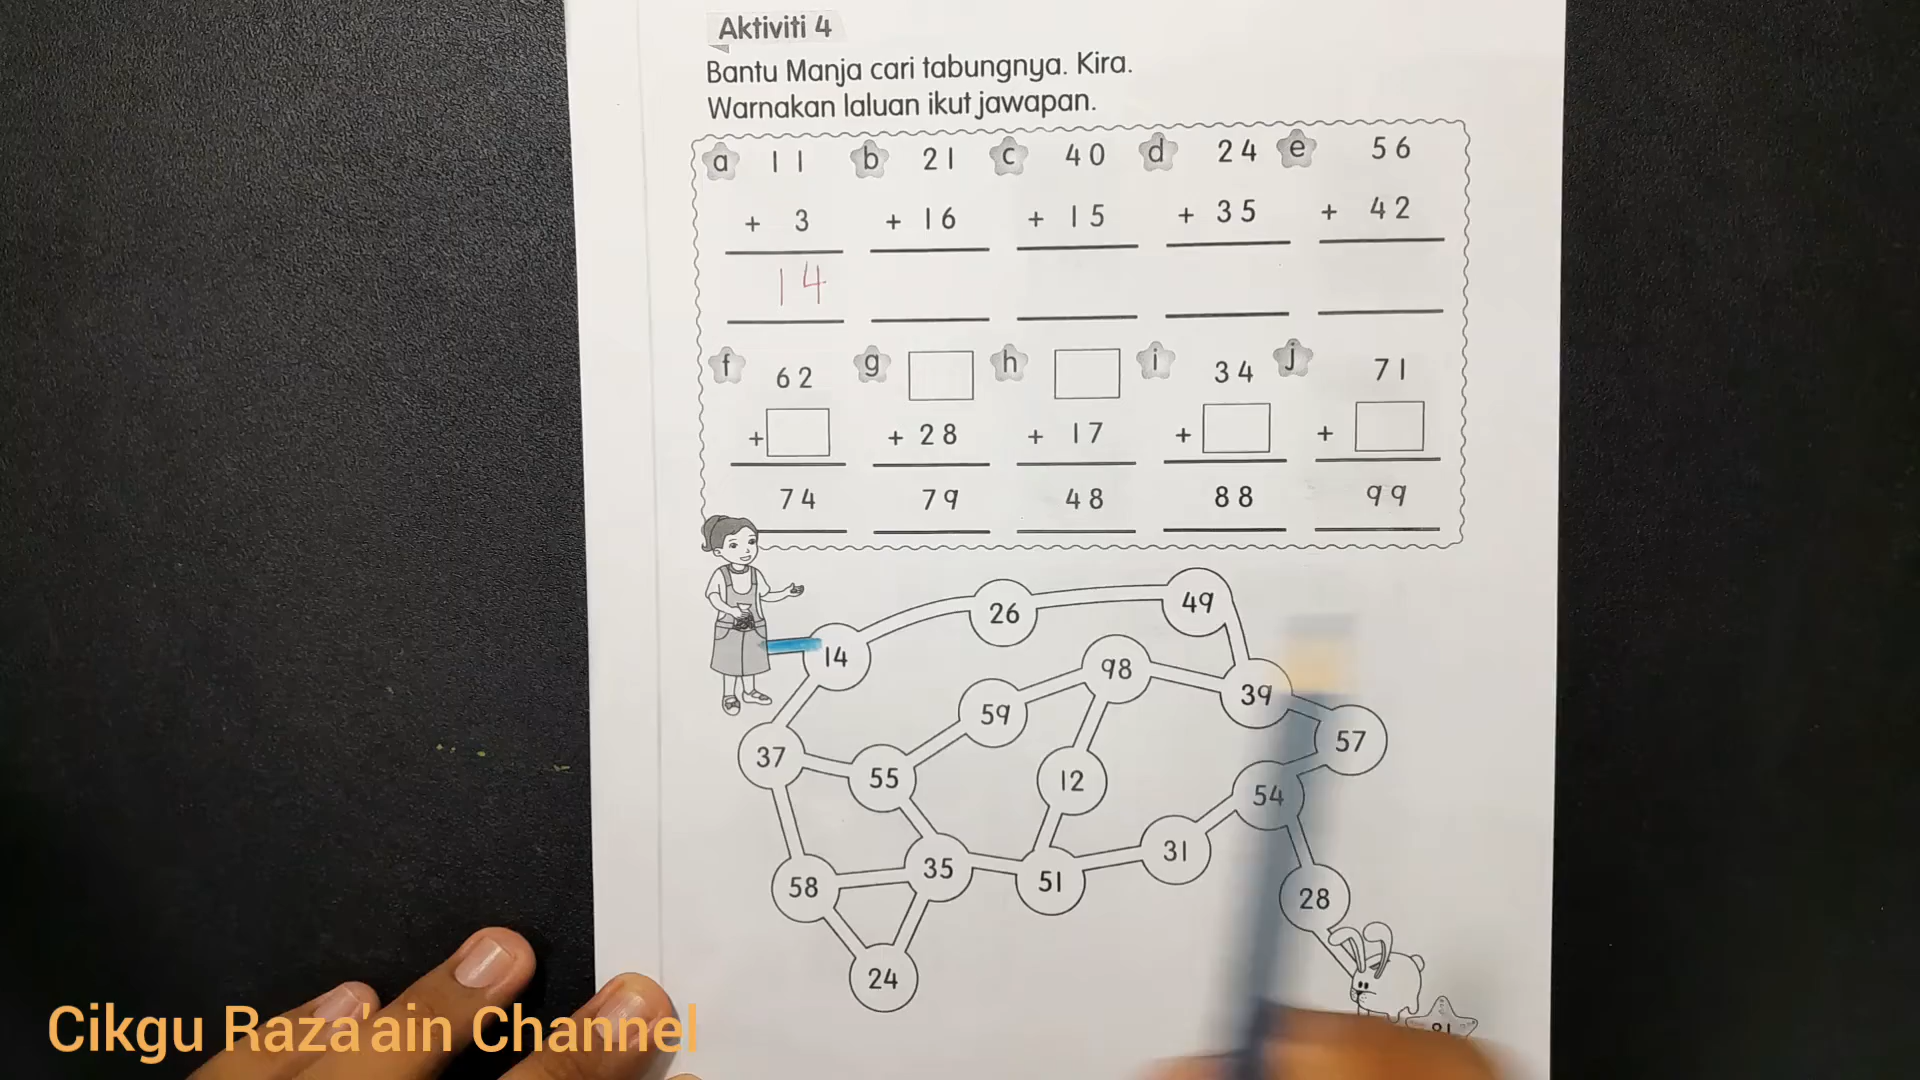 Aktiviti 4
Bantu Manja cari tabungnya. Kira.
Warnakan laluan ikut jawapan.
a 11 b 21 c 40 d 24 e 56
+ 3 + 16 + 15 + 35 + 42
14
f 62 g h i 34 j 71
+ + 28 + 17 + +
74 79 48 88 99
26 49
14 98
59 39
37 55 12 57
54
58 35 51 31
28
24
Cikgu Raza'ain Channel